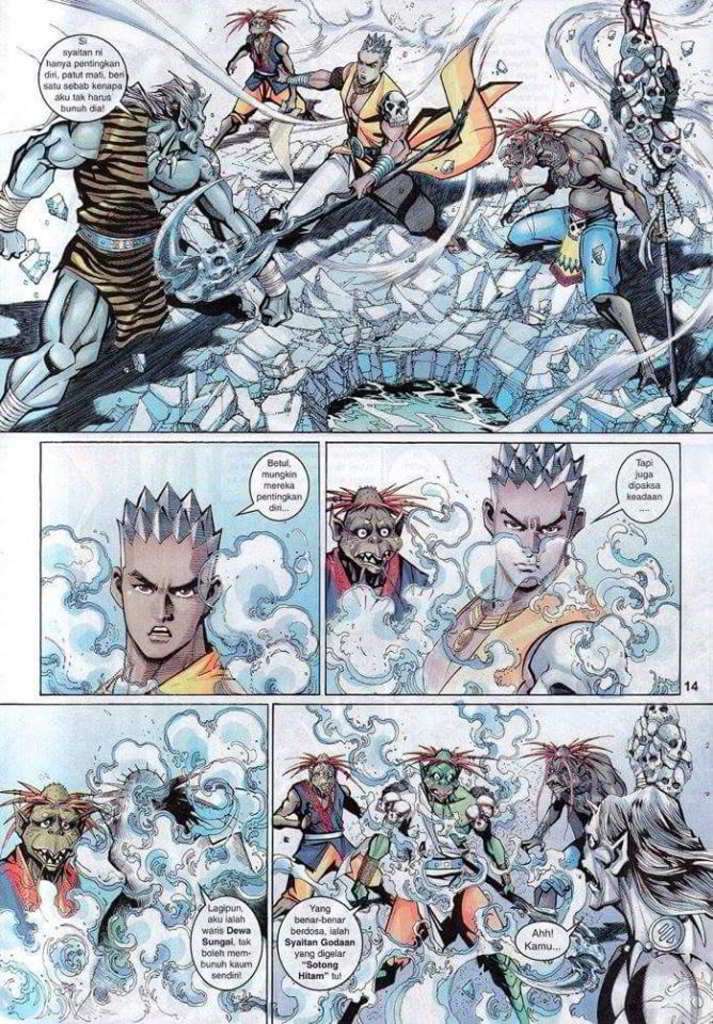 Si
syaitan ni
hanya pentingkan
diri, patut mati, beri
satu sebab kenapa
aku tak harus
bunuh dia!
Betul,
mungkin
mereka
pentingkan
diri...
Tapi
juga
dipaksa
keadaan
....
14
Lagipun,
aku ialah
waris Dewa
Sungai, tak
boleh mem-
bunuh kaum
sendiri!
Yang
benar-benar
berdosa, ialah
Syaitan Godaan
yang digelar
"Sotong
Hitam" tu!
Ahh!
Kamu...